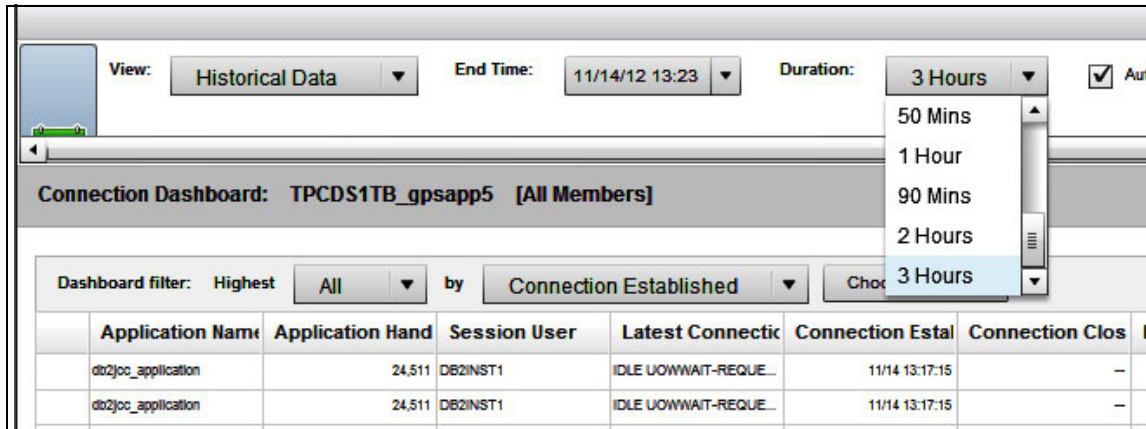 View: Historical Data End Time: 11/14/12 13:23 Duration: 3 Hours
50 Mins
1 Hour
90 Mins
2 Hours
3 Hours
Connection Dashboard: TPCDS1TB_gpsapp5 [All Members]
Dashboard filter: Highest All by Connection Established
Application Name Application Hand Session User Latest Connectic Connection Estal Connection Clos
db2jcc_application 24,511 DB2INST1 IDLE UOWWAIT-REQUE... 11/14 13:17:15 –
db2jcc_application 24,511 DB2INST1 IDLE UOWWAIT-REQUE... 11/14 13:17:15 –